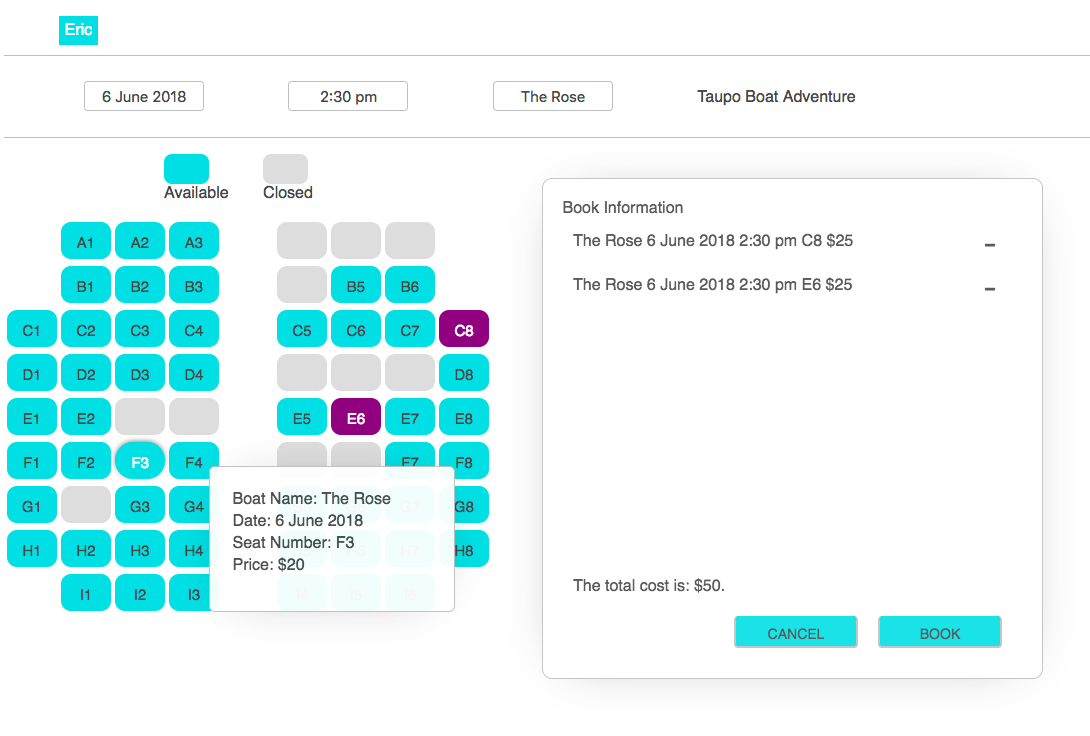 Eric
6 June 2018 2:30 pm The Rose Taupo Boat Adventure
Available Closed
A1 A2 A3
B1 B2 B3 B5 B6
C1 C2 C3 C4 C5 C6 C7 C8
D1 D2 D3 D4 D8
E1 E2 E5 E6 E7 E8
F1 F2 F3 F4 F7 F8
G1 G3 G4 G7 G8
H1 H2 H3 H4 H7 H8
I1 I2 I3
Boat Name: The Rose
Date: 6 June 2018
Seat Number: F3
Price: $20
Book Information
The Rose 6 June 2018 2:30 pm C8 $25 –
The Rose 6 June 2018 2:30 pm E6 $25 –
The total cost is: $50.
CANCEL BOOK